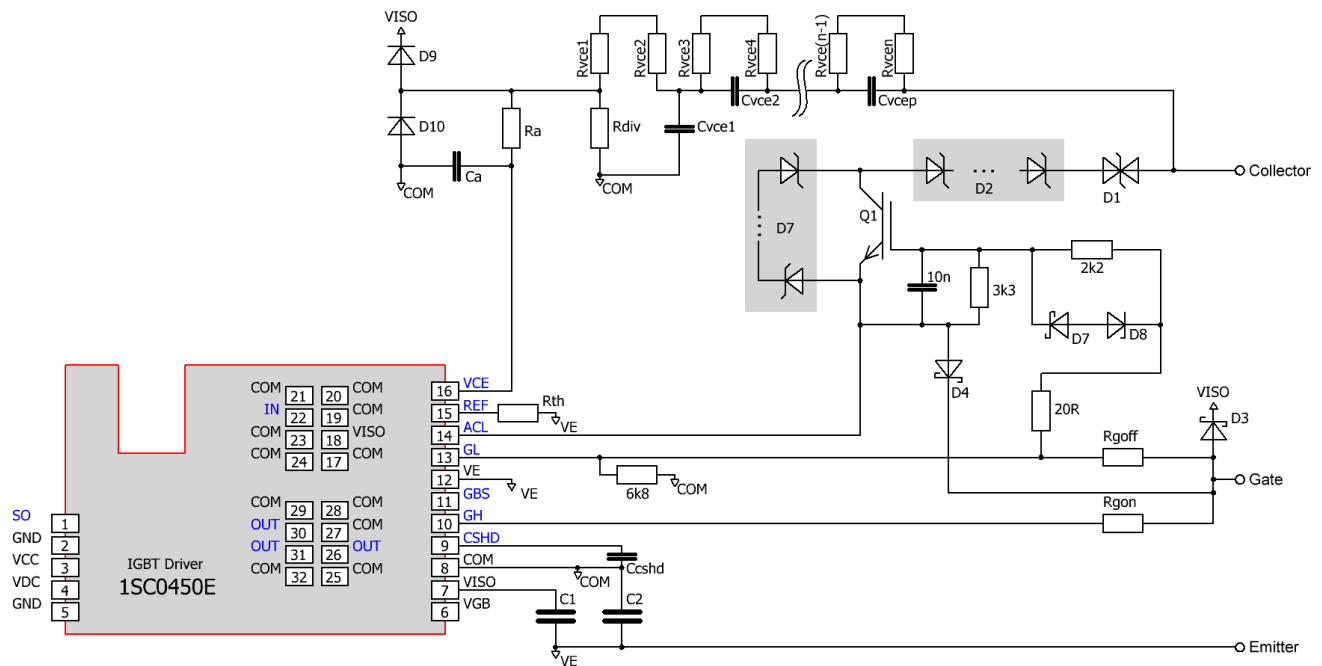 VISO
D9
D10
COM
Ca
Ra
Rvce1
Rvce2
Rvce3
Rvce4
Rvce(n-1)
Rvcen
Rdiv
COM
Cvce1
Cvce2
Cvcep
D7
Q1
...
D2
D1
Collector
10n
3k3
2k2
D7
D8
D4
20R
VISO
D3
Rgoff
Rgon
Gate
6k8
COM
Rth
VE
VE
Ccshd
COM
C1
C2
VE
Emitter
IGBT Driver
1SC0450E
SO 1
GND 2
VCC 3
VDC 4
GND 5
COM 21 20 COM
IN 22 19 COM
COM 23 18 VISO
COM 24 17 COM
COM 29 28 COM
OUT 30 27 COM
OUT 31 26 OUT
COM 32 25 COM
16 VCE
15 REF
14 ACL
13 GL
12 VE
11 GBS
10 GH
9 CSHD
8 COM
7 VISO
6 VGB